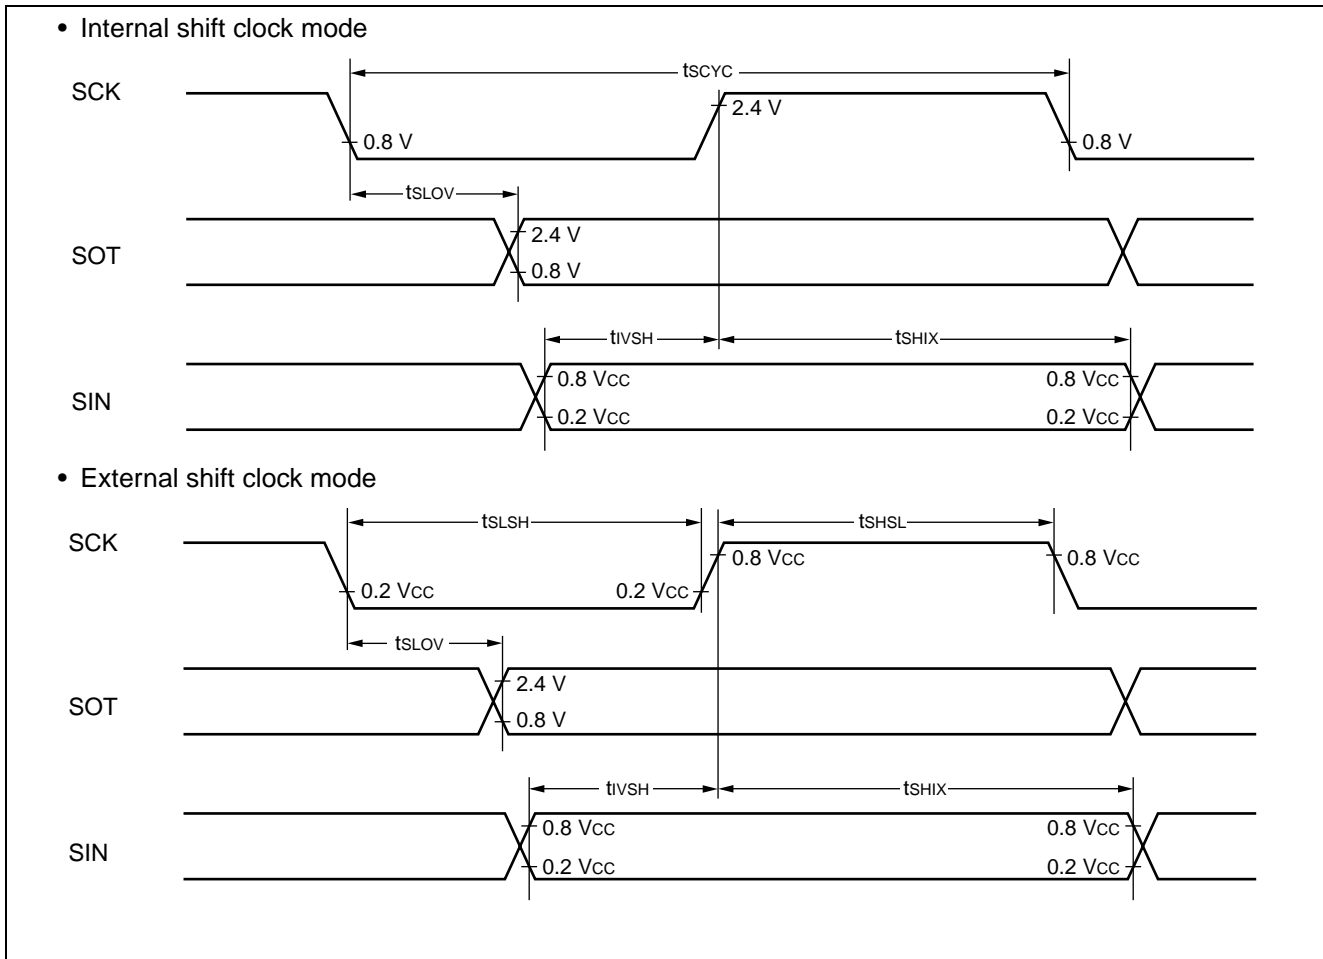 • Internal shift clock mode
tSCYC
SCK
2.4 V
0.8 V
0.8 V
tSLOV
2.4 V
SOT
0.8 V
tIVSH
tSHIX
0.8 VCC
0.8 VCC
SIN
0.2 VCC
0.2 VCC
• External shift clock mode
tSLSH
tSHSL
SCK
0.8 VCC
0.8 VCC
0.2 VCC
0.2 VCC
tSLOV
2.4 V
SOT
0.8 V
tIVSH
tSHIX
0.8 VCC
0.8 VCC
SIN
0.2 VCC
0.2 VCC